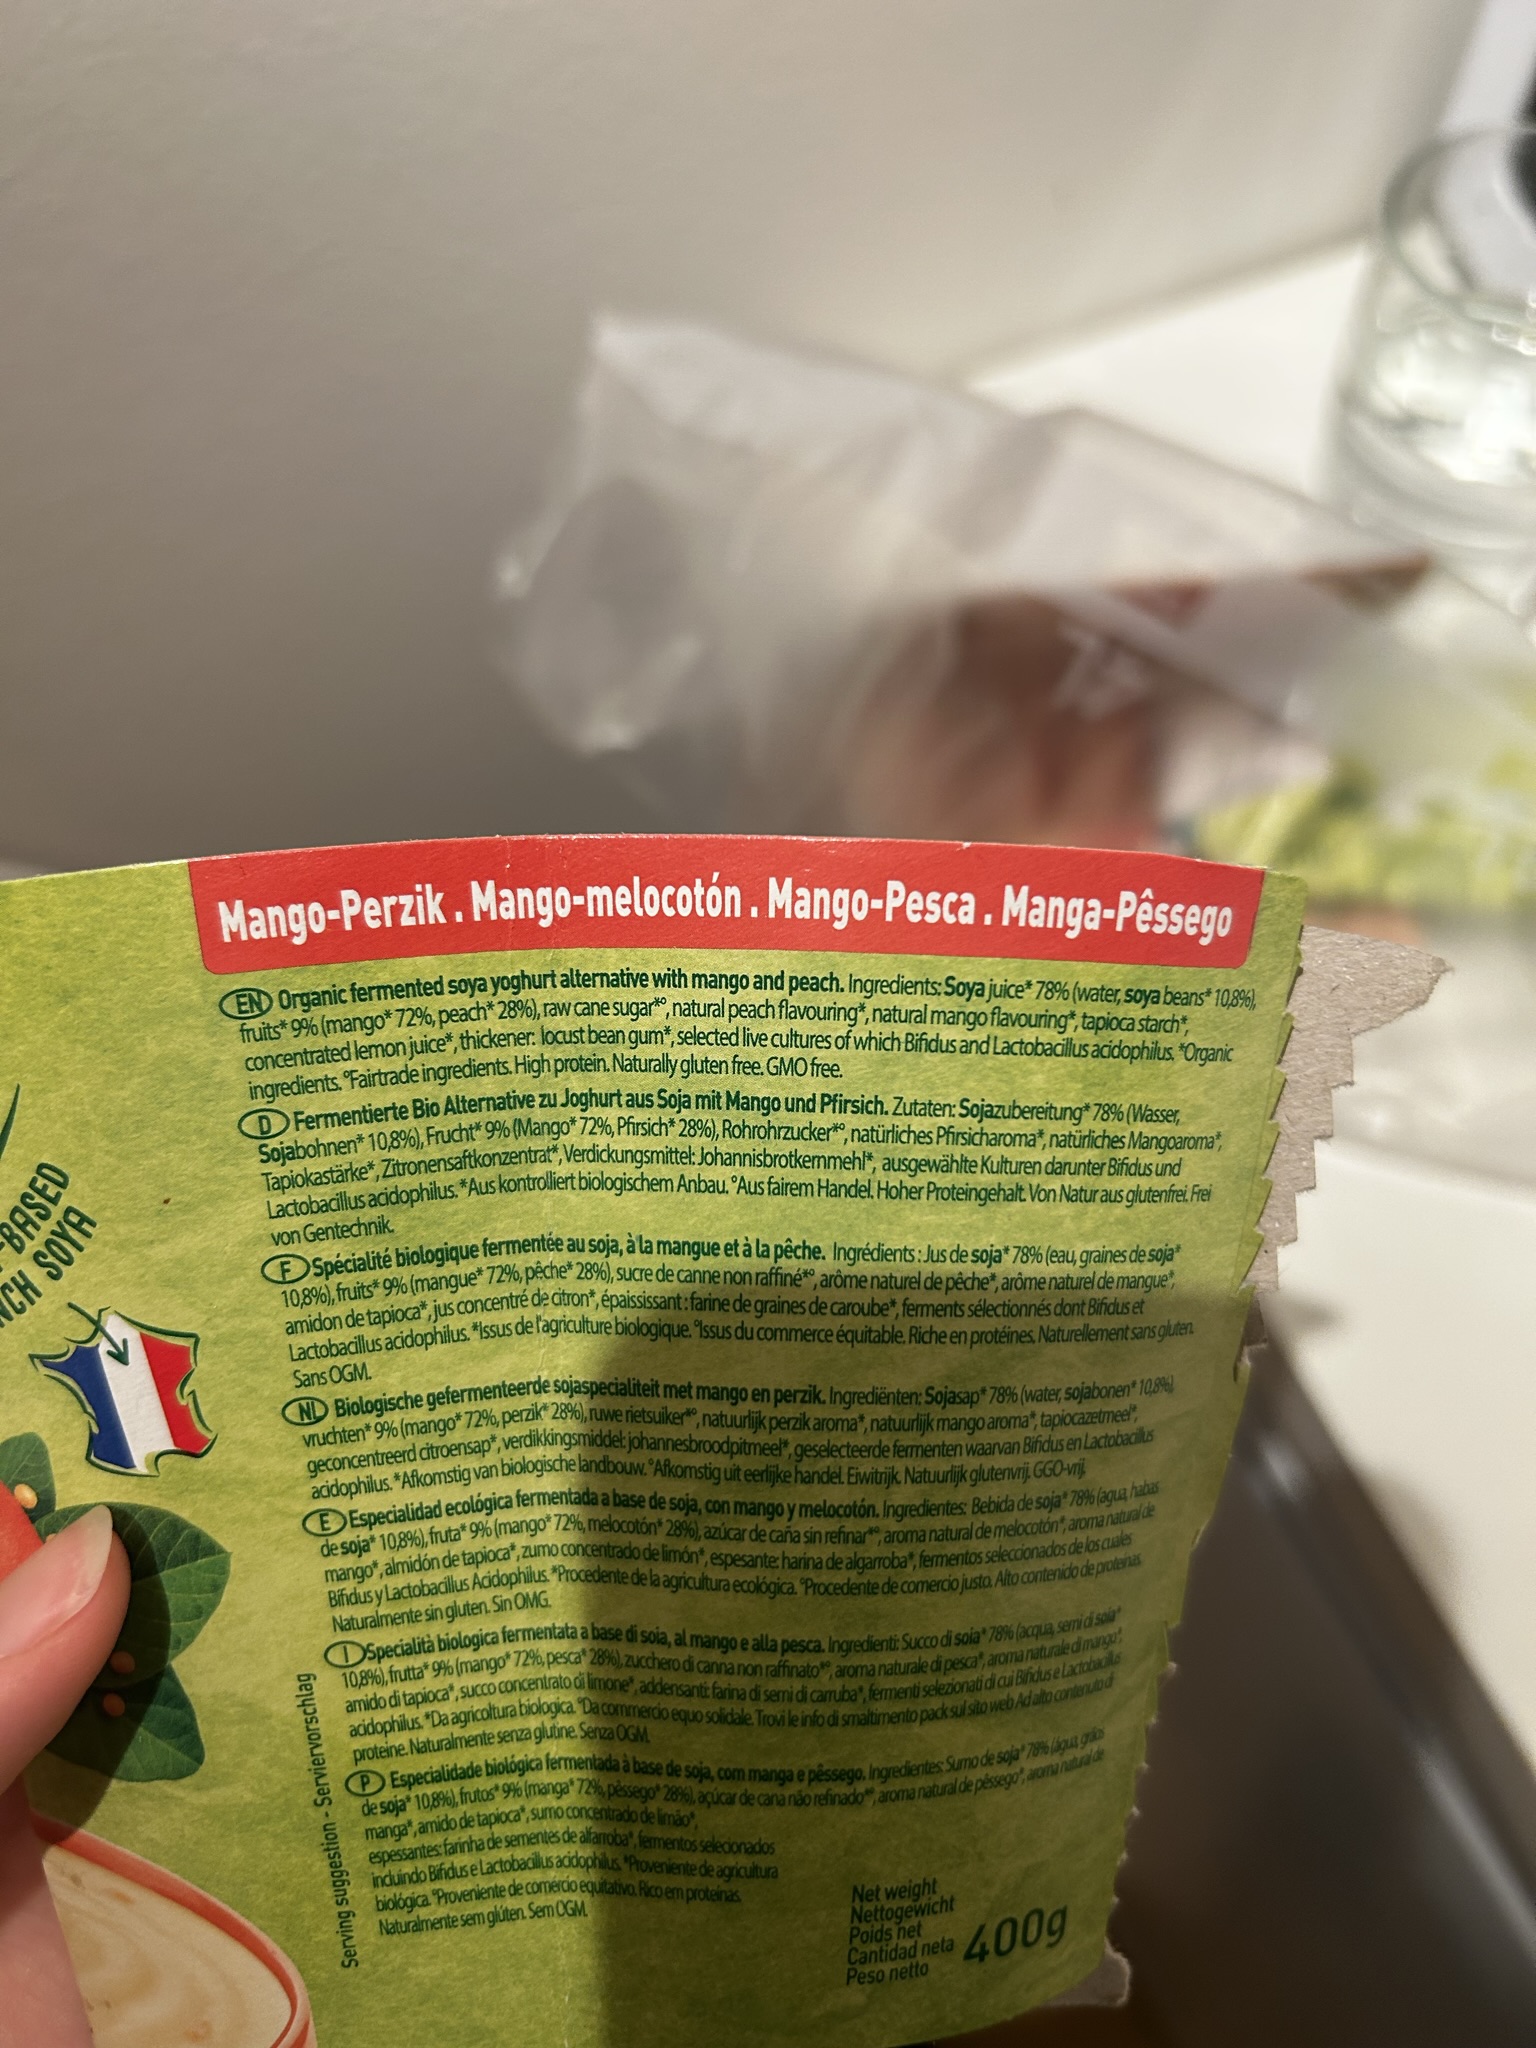 Mango-Perzik . Mango-melocotón . Mango-Pesca . Manga-Pêssego
EN Organic fermented soya yoghurt alternative with mango and peach. Ingredients: Soya juice* 78% (water, soya beans* 10,8%),
fruits* 9% (mango* 72%, peach* 28%), raw cane sugar*°, natural peach flavouring*, natural mango flavouring*, tapioca starch*,
concentrated lemon juice*, thickener: locust bean gum*, selected live cultures of which Bifidus and Lactobacillus acidophilus. *Organic
ingredients. °Fairtrade ingredients. High protein. Naturally gluten free. GMO free.
D Fermentierte Bio Alternative zu Joghurt aus Soja mit Mango und Pfirsich. Zutaten: Sojazubereitung* 78% (Wasser,
Sojabohnen* 10,8%), Frucht* 9% (Mango* 72%, Pfirsich* 28%), Rohrohrzucker*°, natürliches Pfirsicharoma*, natürliches Mangoaroma*,
Tapiokastärke*, Zitronensaftkonzentrat*, Verdickungsmittel: Johannisbrotkernmehl*, ausgewählte Kulturen darunter Bifidus und
Lactobacillus acidophilus. *Aus kontrolliert biologischem Anbau. °Aus fairem Handel. Hoher Proteingehalt. Von Natur aus glutenfrei. Frei
von Gentechnik.
F Spécialité biologique fermentée au soja, à la mangue et à la pêche. Ingrédients : Jus de soja* 78% (eau, graines de soja*
10,8%), fruits* 9% (mangue* 72%, pêche* 28%), sucre de canne non raffiné*°, arôme naturel de pêche*, arôme naturel de mangue*,
amidon de tapioca*, jus concentré de citron*, épaississant : farine de graines de caroube*, ferments sélectionnés dont Bifidus et
Lactobacillus acidophilus. *Issus de l'agriculture biologique. °Issus du commerce équitable. Riche en protéines. Naturellement sans gluten.
Sans OGM.
NL Biologische gefermenteerde sojaspecialiteit met mango en perzik. Ingrediënten: Sojasap* 78% (water, sojabonen* 10,8%),
vruchten* 9% (mango* 72%, perzik* 28%), ruwe rietsuiker*°, natuurlijk perzik aroma*, natuurlijk mango aroma*, tapiocazetmeel*,
geconcentreerd citroensap*, verdikkingsmiddel: johannesbroodpitmeel*, geselecteerde fermenten waarvan Bifidus en Lactobacillus
acidophilus. *Afkomstig van biologische landbouw. °Afkomstig uit eerlijke handel. Eiwitrijk. Natuurlijk glutenvrij. GGO-vrij.
E Especialidad ecológica fermentada a base de soja, con mango y melocotón. Ingredientes: Bebida de soja* 78% (agua, habas
de soja* 10,8%), fruta* 9% (mango* 72%, melocotón* 28%), azúcar de caña sin refinar*°, aroma natural de melocotón*, aroma natural de
mango*, almidón de tapioca*, zumo concentrado de limón*, espesante: harina de algarroba*, fermentos seleccionados de los cuales
Bifidus y Lactobacillus Acidophilus. *Procedente de la agricultura ecológica. °Procedente de comercio justo. Alto contenido de proteínas.
Naturalmente sin gluten. Sin OMG.
I Specialità biologica fermentata a base di soia, al mango e alla pesca. Ingredienti: Succo di soia* 78% (acqua, semi di soia*
10,8%), frutta* 9% (mango* 72%, pesca* 28%), zucchero di canna non raffinato*°, aroma naturale di pesca*, aroma naturale di mango*,
amido di tapioca*, succo concentrato di limone*, addensanti: farina di semi di carruba*, fermenti selezionati di cui Bifidus e Lactobacillus
acidophilus. *Da agricoltura biologica. °Da commercio equo solidale. Trovi le info di smaltimento pack sul sito web Ad alto contenuto di
proteine. Naturalmente senza glutine. Senza OGM.
P Especialidade biológica fermentada à base de soja, com manga e pêssego. Ingredientes: Sumo de soja* 78% (água, grãos
de soja* 10,8%), frutos* 9% (manga* 72%, pêssego* 28%), açúcar de cana não refinado*°, aroma natural de pêssego*, aroma natural de
manga*, amido de tapioca*, sumo concentrado de limão*,
espessantes: farinha de sementes de alfarroba*, fermentos selecionados
incluindo Bifidus e Lactobacillus acidophilus. *Proveniente de agricultura
biológica. °Proveniente de comércio equitativo. Rico em proteínas.
Naturalmente sem glúten. Sem OGM.
-BASED
NCH SOYA
Serving suggestion - Serviervorschlag
Net weight
Nettogewicht
Poids net
Cantidad neta
Peso netto
400g